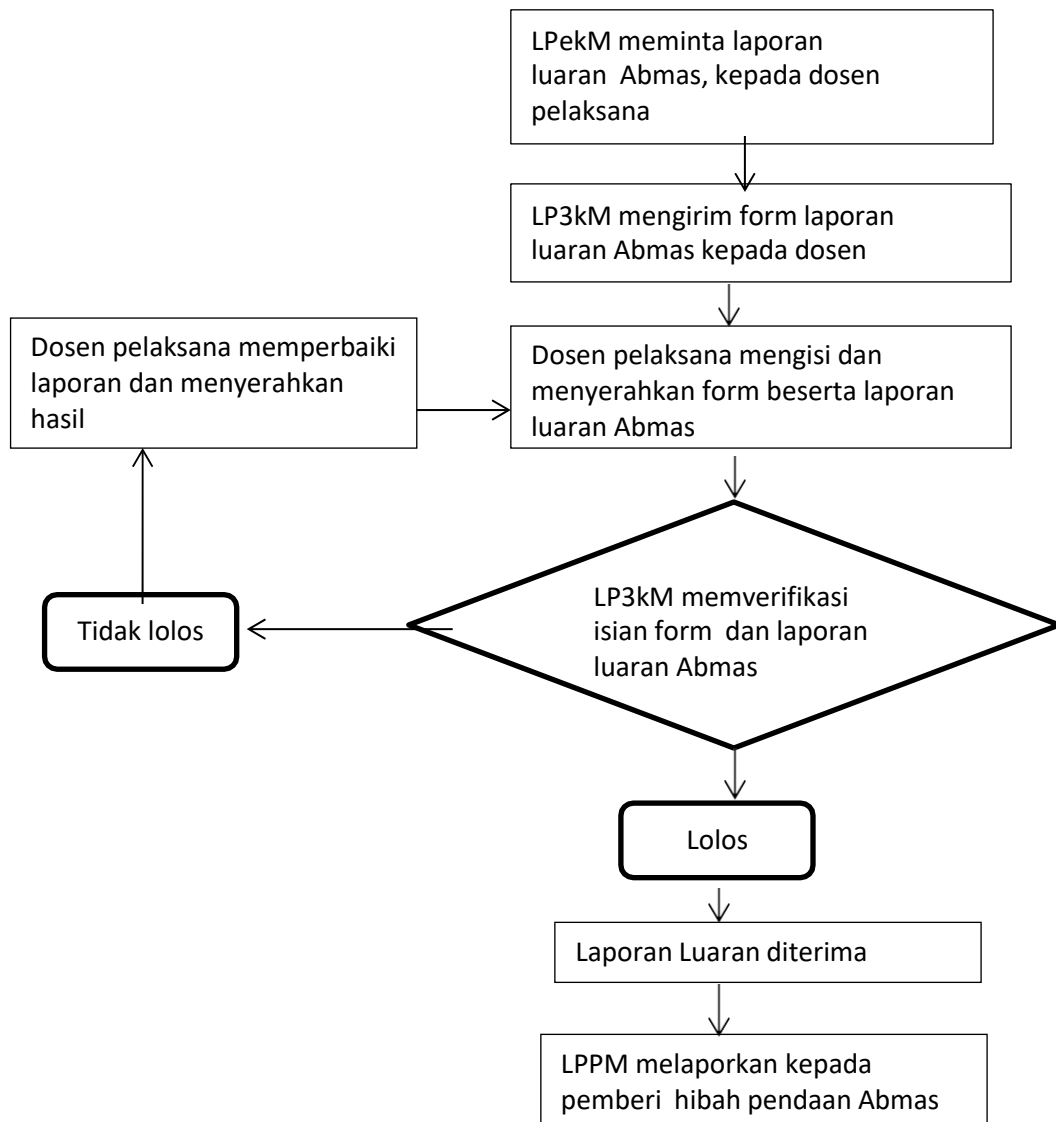 LPekM meminta laporan
luaran Abmas, kepada dosen
pelaksana
LP3kM mengirim form laporan
luaran Abmas kepada dosen
Dosen pelaksana memperbaiki
laporan dan menyerahkan
hasil
Dosen pelaksana mengisi dan
menyerahkan form beserta laporan
luaran Abmas
LP3kM memverifikasi
isian form dan laporan
luaran Abmas
Tidak lolos
Lolos
Laporan Luaran diterima
LPPM melaporkan kepada
pemberi hibah pendaan Abmas